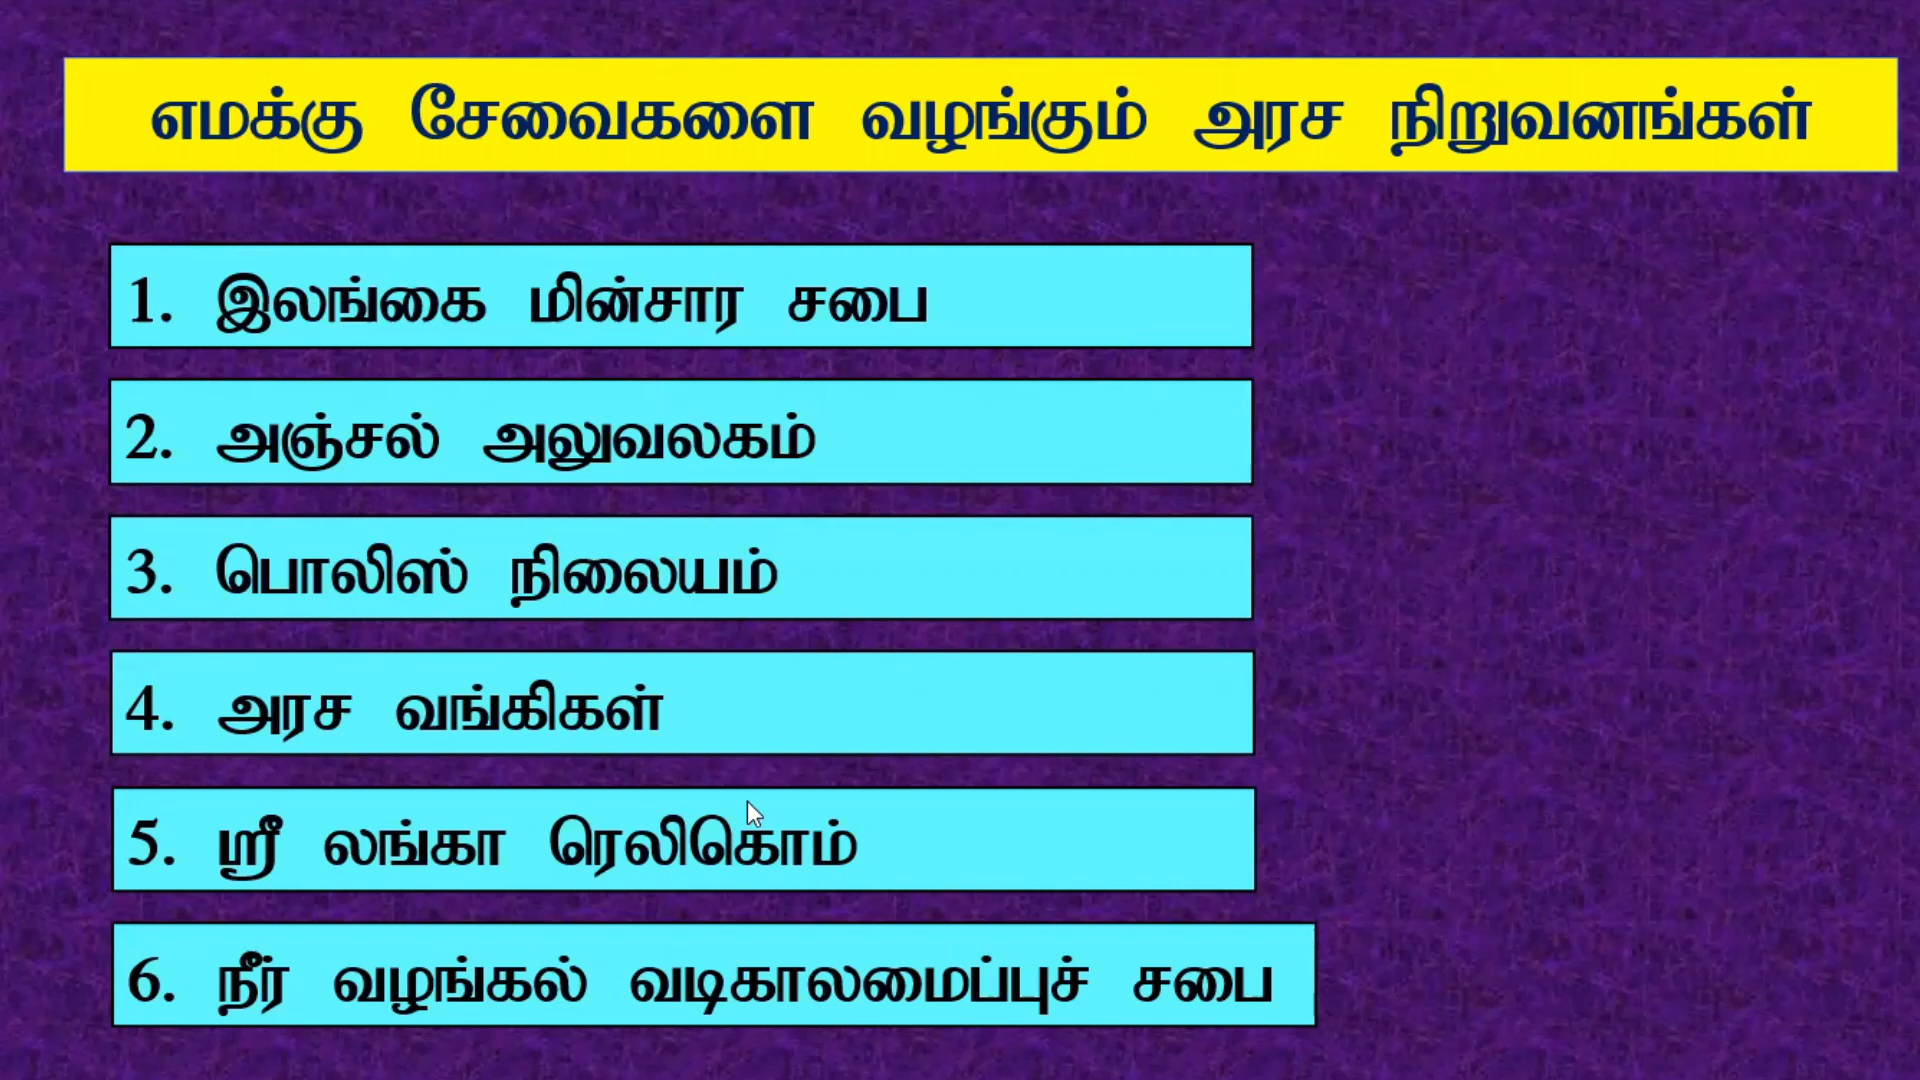 எமக்கு சேவைகளை வழங்கும் அரச நிறுவனங்கள்
1. இலங்கை மின்சார சபை
2. அஞ்சல் அலுவலகம்
3. பொலிஸ் நிலையம்
4. அரச வங்கிகள்
5. ஸ்ரீ லங்கா ரெலிகொம்
6. நீர் வழங்கல் வடிகாலமைப்புச் சபை